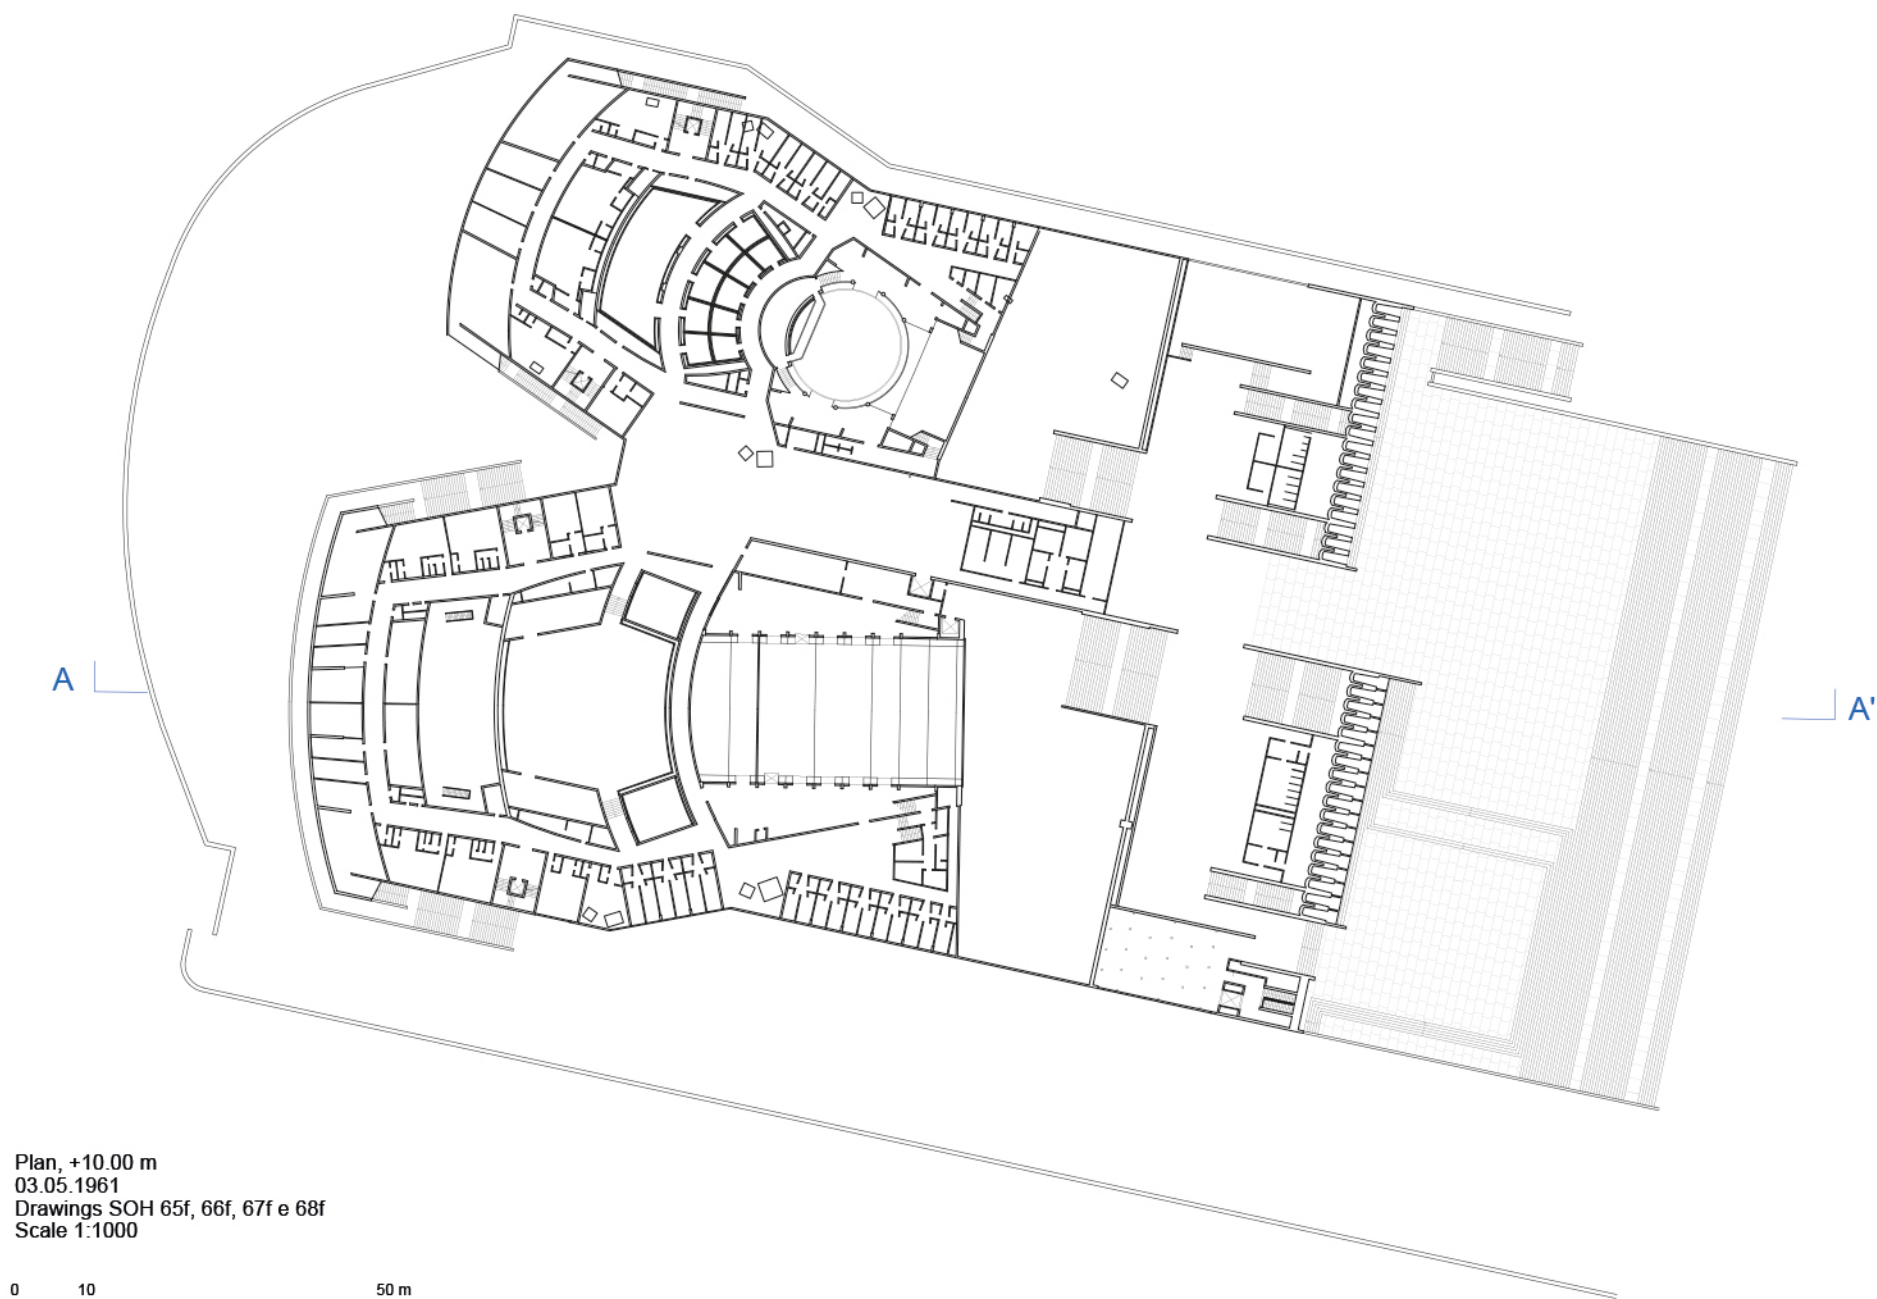 A
A'
Plan, +10.00 m
03.05.1961
Drawings SOH 65f, 66f, 67f e 68f
Scale 1:1000
0 10 50 m